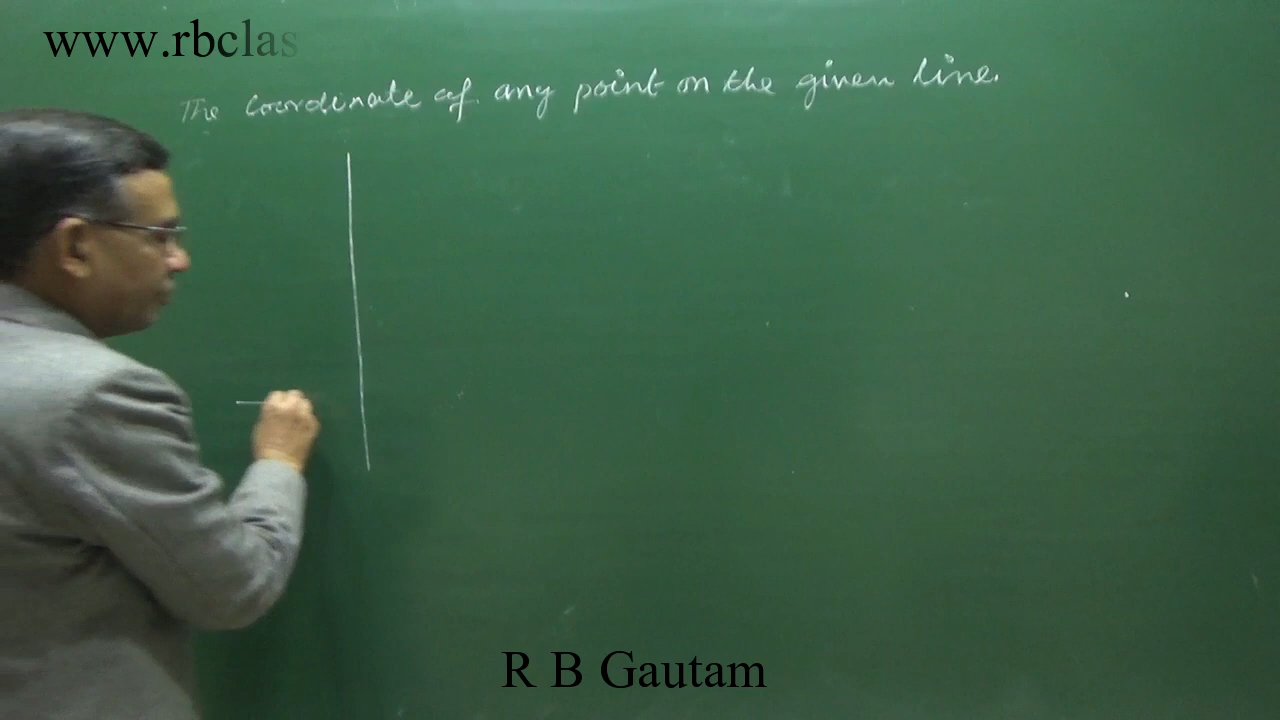 www.rbclas
The Coordinate of any point on the given line.
R B Gautam